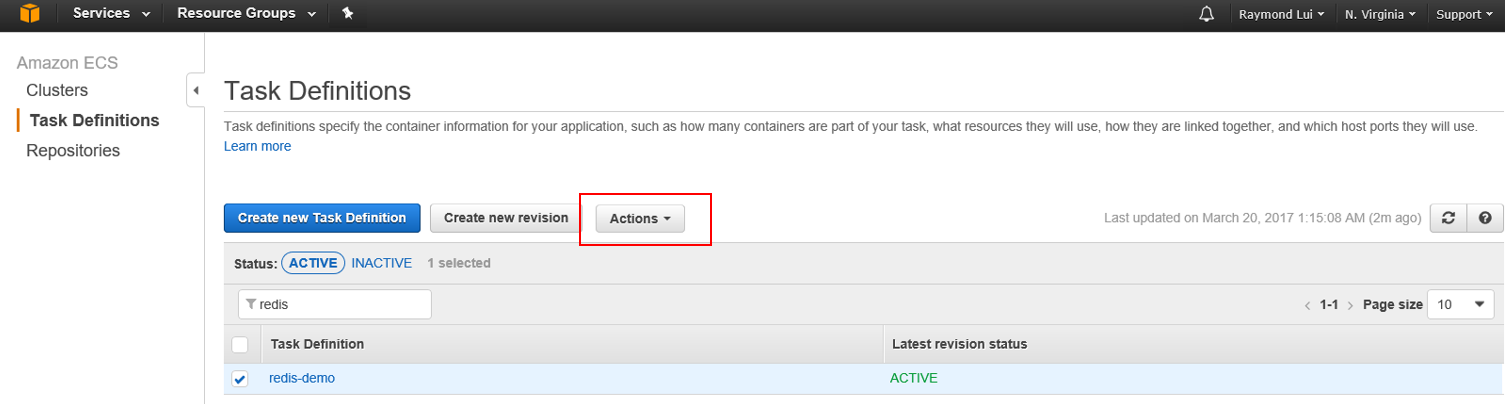 Services Resource Groups Raymond Lui N. Virginia Support
Amazon ECS
Clusters
Task Definitions
Repositories
Task Definitions
Task definitions specify the container information for your application, such as how many containers are part of your task, what resources they will use, how they are linked together, and which host ports they will use.
Learn more
Create new Task Definition Create new revision Actions Last updated on March 20, 2017 1:15:08 AM (2m ago)
Status: ACTIVE INACTIVE 1 selected
redis 1-1 Page size 10
Task Definition Latest revision status
redis-demo ACTIVE